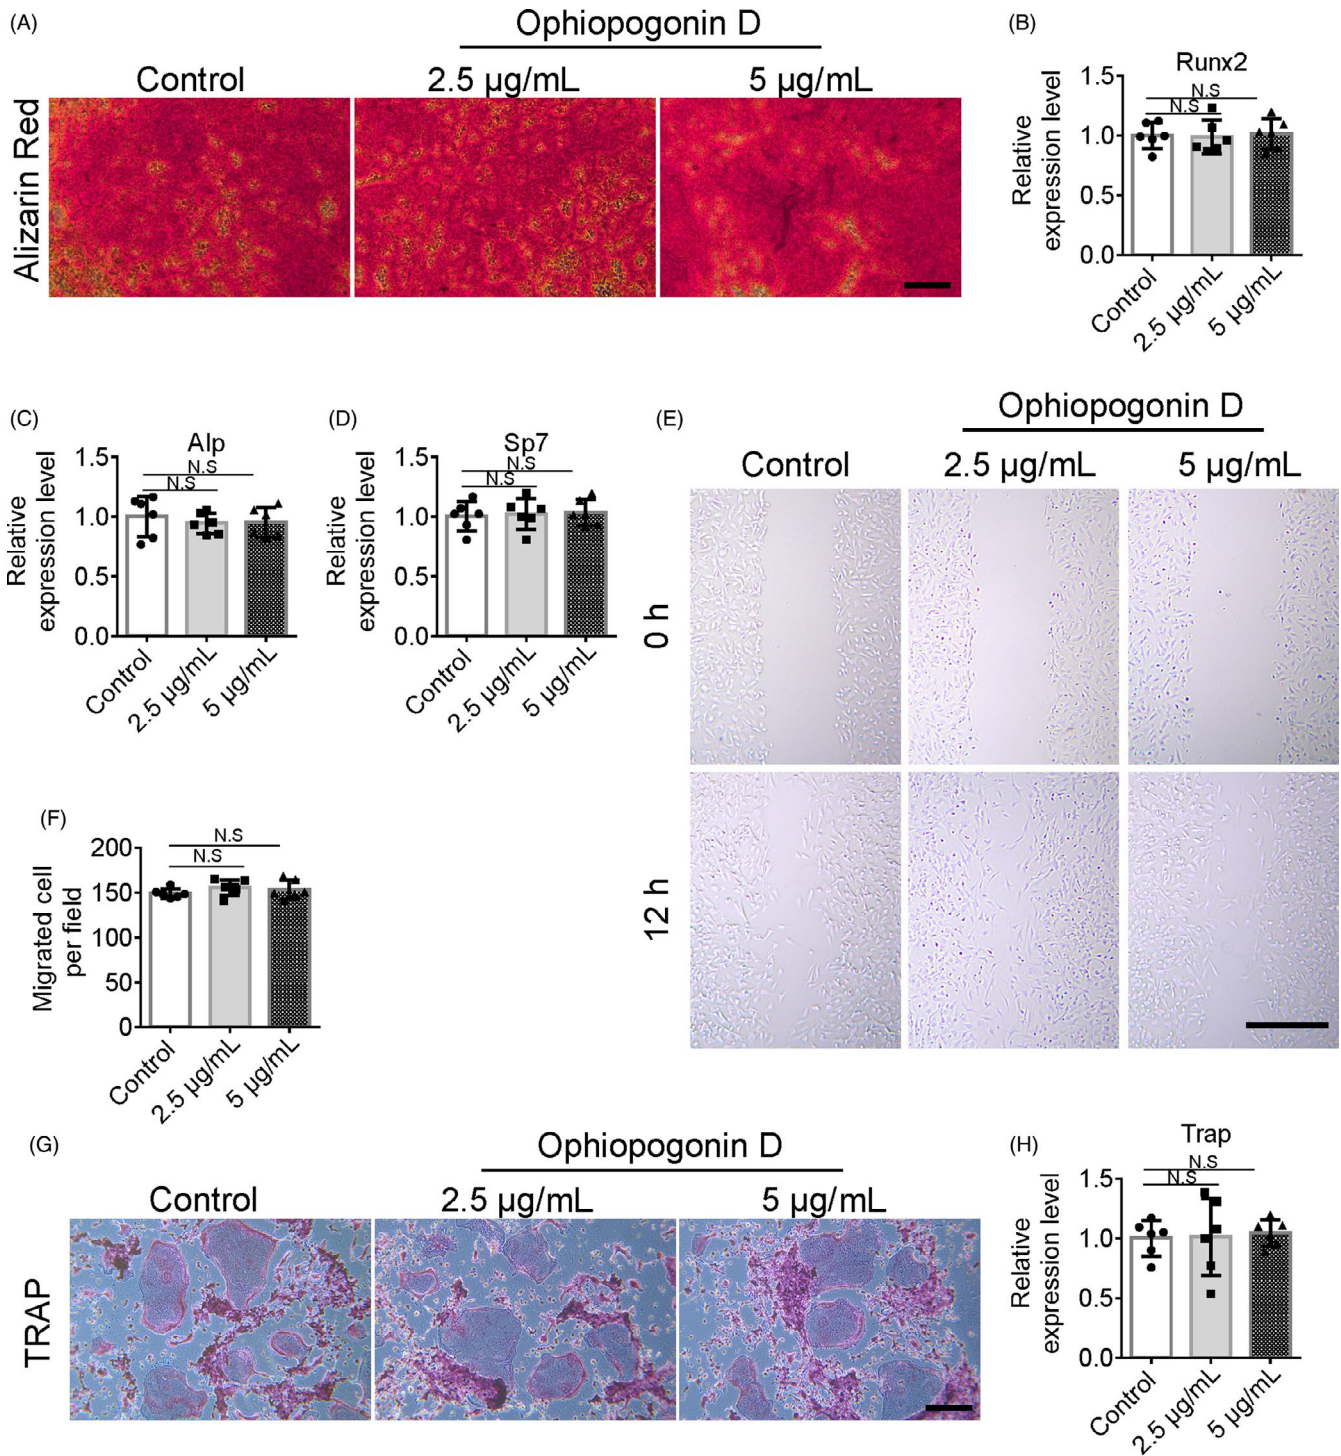 (A)
Ophiopogonin D
Control
2.5 µg/mL
5 µg/mL
Alizarin Red
(B)
Runx2
N.S
N.S
1.5
1.0
0.5
0.0
Relative
expression level
Control
2.5 µg/mL
5 µg/mL
(C)
Alp
N.S
N.S
1.5
1.0
0.5
0.0
Relative
expression level
Control
2.5 µg/mL
5 µg/mL
(D)
Sp7
N.S
N.S
1.5
1.0
0.5
0.0
Relative
expression level
Control
2.5 µg/mL
5 µg/mL
(E)
Ophiopogonin D
Control
2.5 µg/mL
5 µg/mL
0 h
12 h
(F)
N.S
N.S
200
150
100
50
0
Migrated cell
per field
Control
2.5 µg/mL
5 µg/mL
(G)
Ophiopogonin D
Control
2.5 µg/mL
5 µg/mL
TRAP
(H)
Trap
N.S
N.S
1.5
1.0
0.5
0.0
Relative
expression level
Control
2.5 µg/mL
5 µg/mL